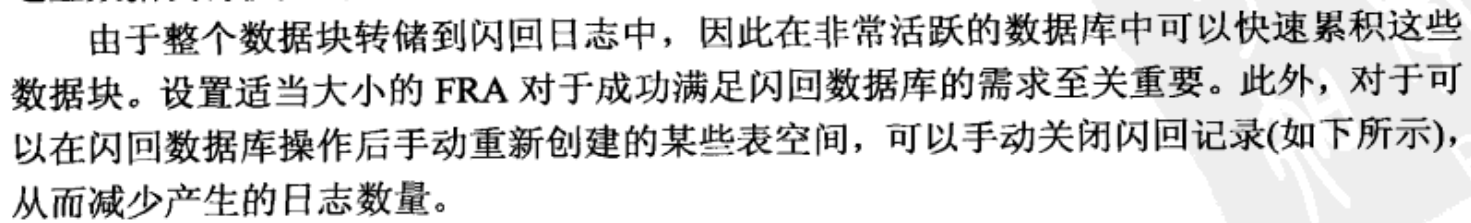 由于整个数据块转储到闪回日志中，因此在非常活跃的数据库中可以快速累积这些
数据块。设置适当大小的 FRA 对于成功满足闪回数据库的需求至关重要。此外，对于可
以在闪回数据库操作后手动重新创建的某些表空间，可以手动关闭闪回记录(如下所示)，
从而减少产生的日志数量。